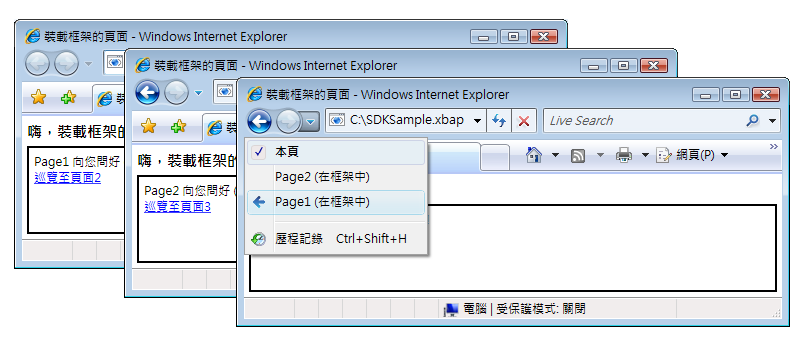 裝載框架的頁面 - Windows Internet Explorer
嗨，裝載框架的
Page1 向您問好
巡覽至頁面2
裝載框架的頁面 - Windows Internet Explorer
嗨，裝載框架的
Page2 向您問好 (
巡覽至頁面3
裝載框架的頁面 - Windows Internet Explorer
C:\SDKSample.xbap
Live Search
網頁(P)
本頁
Page2 (在框架中)
Page1 (在框架中)
歷程記錄 Ctrl+Shift+H
電腦 | 受保護模式: 關閉